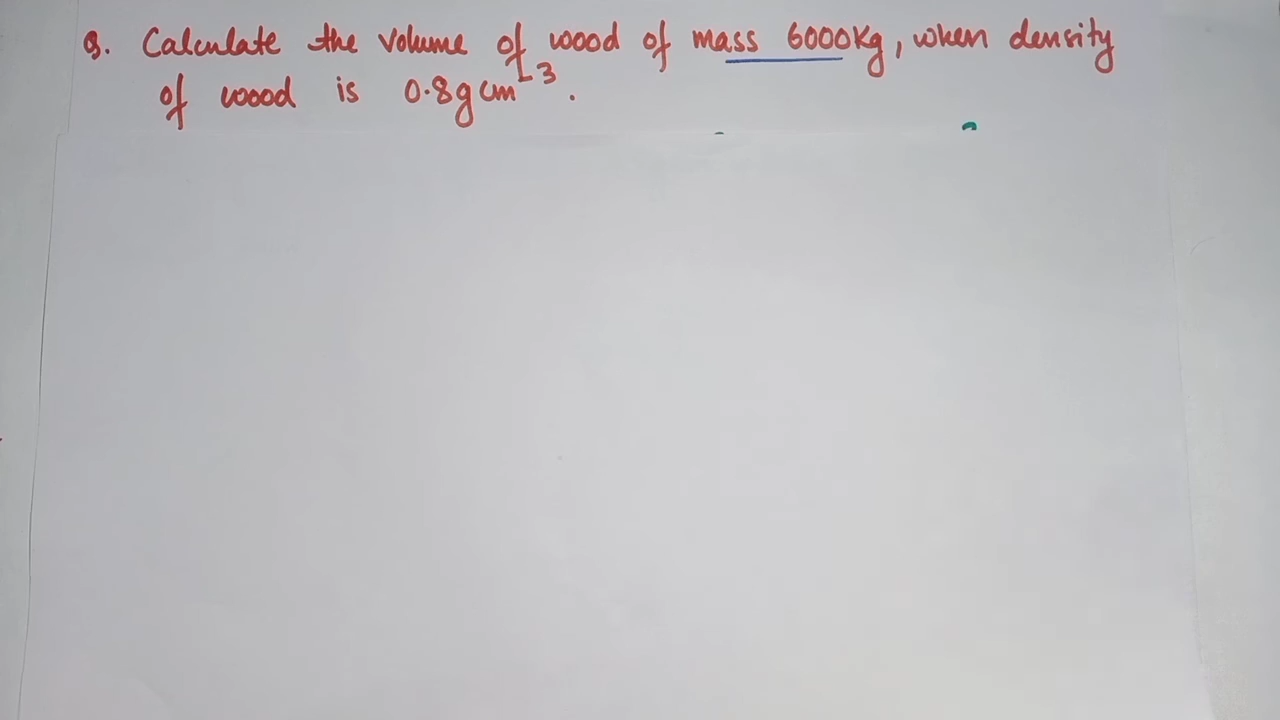 Q. Calculate the volume of wood of mass 6000Kg, when density
of wood is 0.8g cm⁻³.